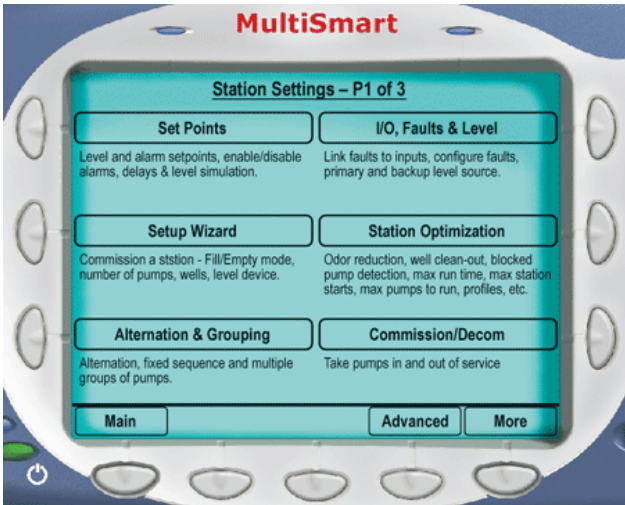 MultiSmart
Station Settings – P1 of 3
Set Points
Level and alarm setpoints, enable/disable
alarms, delays & level simulation.
I/O, Faults & Level
Link faults to inputs, configure faults,
primary and backup level source.
Setup Wizard
Commission a ststion - Fill/Empty mode,
number of pumps, wells, level device.
Station Optimization
Odor reduction, well clean-out, blocked
pump detection, max run time, max station
starts, max pumps to run, profiles, etc.
Alternation & Grouping
Alternation, fixed sequence and multiple
groups of pumps.
Commission/Decom
Take pumps in and out of service
Main
Advanced
More